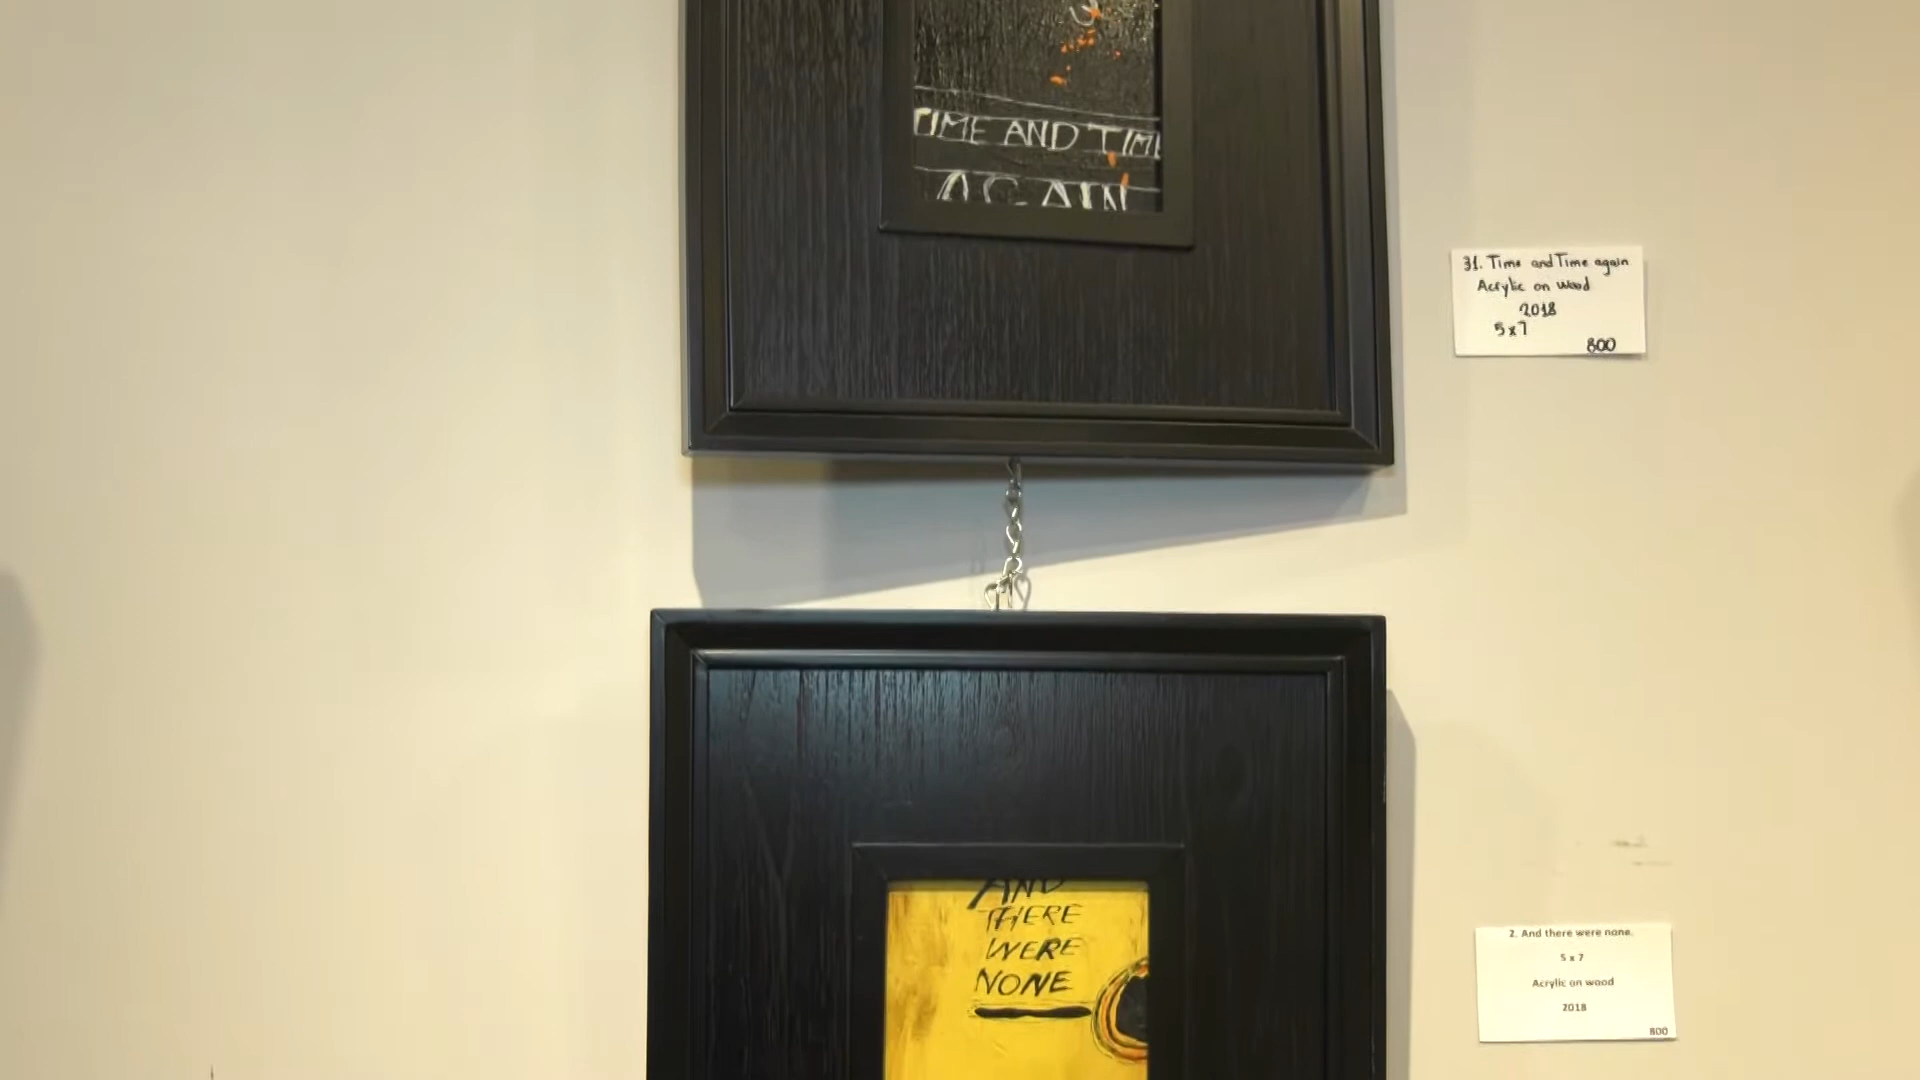 TIME AND TIME
AGAIN
31. Time and Time again
Acrylic on wood
2018
5x7
800
AND
THERE
WERE
NONE
2. And there were none.
5 x 7
Acrylic on wood
2018
800